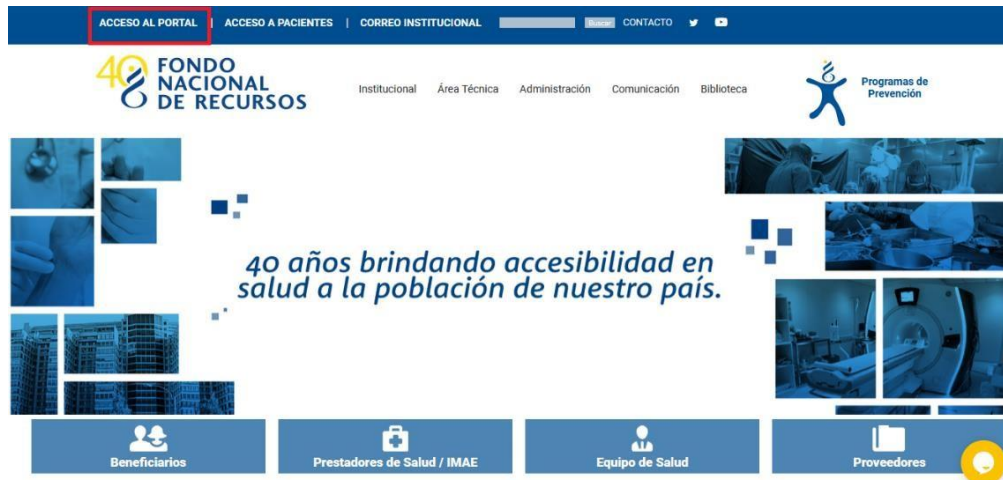 ACCESO AL PORTAL | ACCESO A PACIENTES | CORREO INSTITUCIONAL Buscar CONTACTO
40 FONDO
NACIONAL
DE RECURSOS
Institucional Área Técnica Administración Comunicación Biblioteca
Programas de
Prevención
40 años brindando accesibilidad en
salud a la población de nuestro país.
Beneficiarios Prestadores de Salud / IMAE Equipo de Salud Proveedores